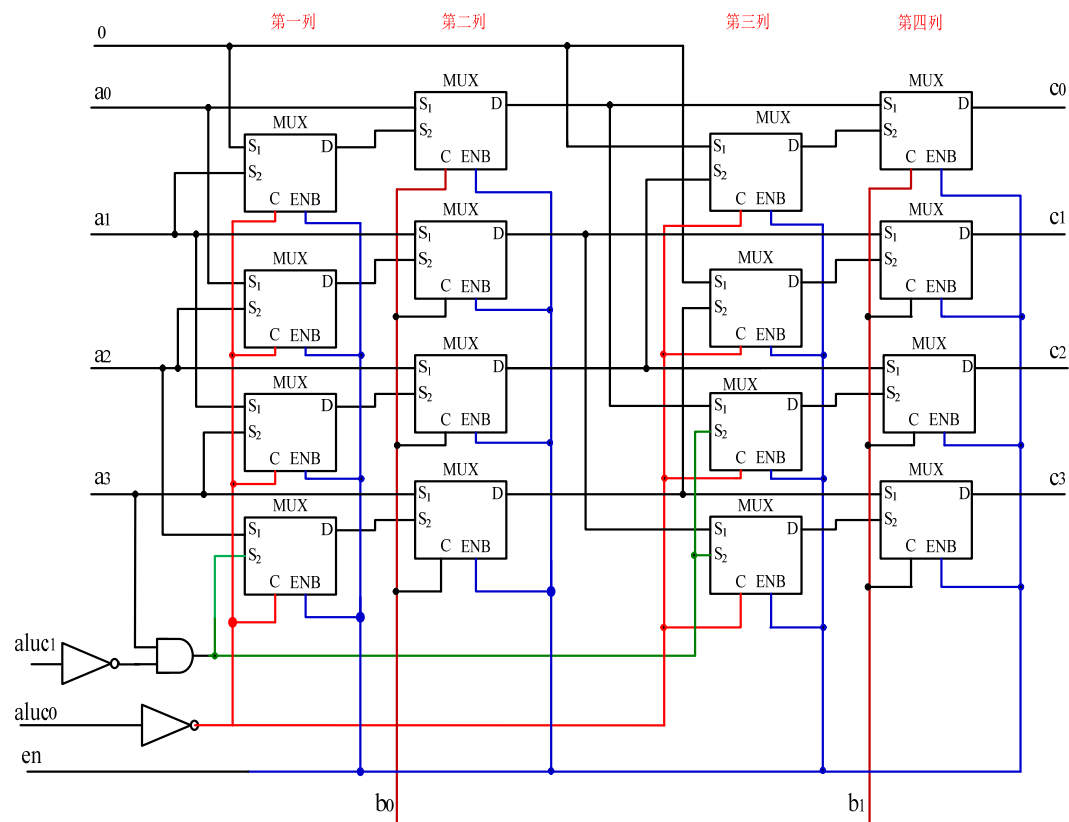 第一列 第二列 第三列 第四列
0
a0
MUX S1 D S2 C ENB
MUX S1 D S2 C ENB
MUX S1 D S2 C ENB
MUX S1 D S2 C ENB
c0
a1
MUX S1 D S2 C ENB
MUX S1 D S2 C ENB
MUX S1 D S2 C ENB
MUX S1 D S2 C ENB
c1
a2
MUX S1 D S2 C ENB
MUX S1 D S2 C ENB
MUX S1 D S2 C ENB
MUX S1 D S2 C ENB
c2
a3
MUX S1 D S2 C ENB
MUX S1 D S2 C ENB
MUX S1 D S2 C ENB
MUX S1 D S2 C ENB
c3
aluc1
aluc0
en
b0
b1